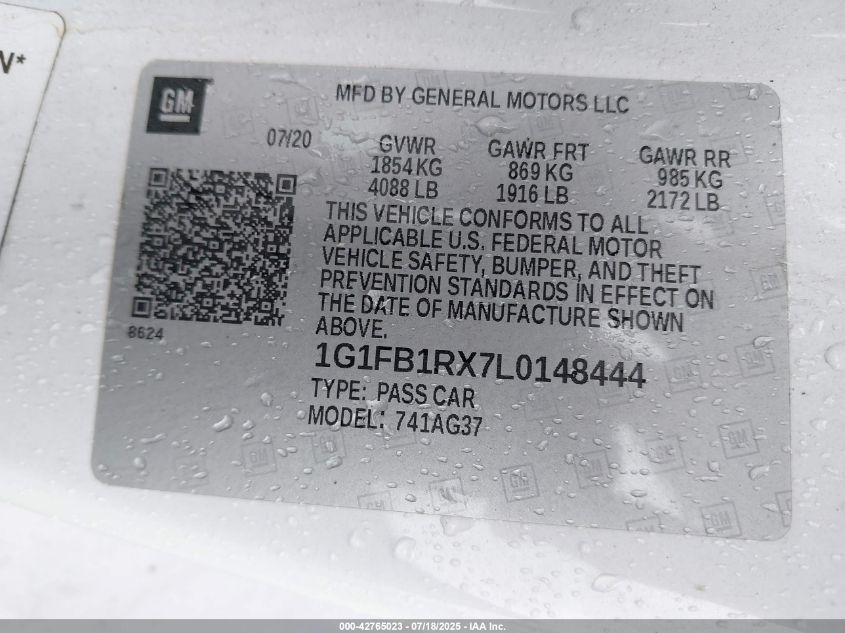 N*
GM
MFD BY GENERAL MOTORS LLC
07/20
GVWR
1854 KG
4088 LB
GAWR FRT
869 KG
1916 LB
GAWR RR
985 KG
2172 LB
THIS VEHICLE CONFORMS TO ALL
APPLICABLE U.S. FEDERAL MOTOR
VEHICLE SAFETY, BUMPER, AND THEFT
PREVENTION STANDARDS IN EFFECT ON
THE DATE OF MANUFACTURE SHOWN
ABOVE.
8624
1G1FB1RX7L0148444
TYPE: PASS CAR
MODEL: 741AG37
000-42765023 - 07/18/2025 - IAA Inc.